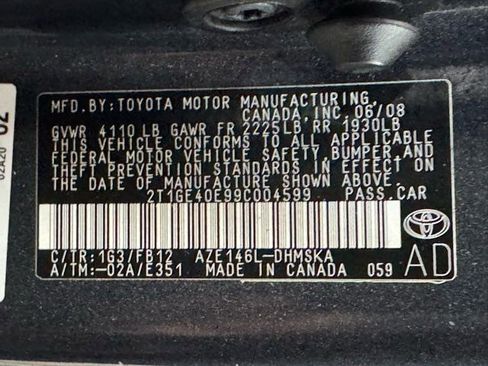 MFD. BY: TOYOTA MOTOR MANUFACTURING,
CANADA, INC. 06/08
GVWR 4110 LB GAWR FR 2225LB RR 1930LB
THIS VEHICLE CONFORMS TO ALL APPLICABLE
FEDERAL MOTOR VEHICLE SAFETY, BUMPER AND
THEFT PREVENTION STANDARDS IN EFFECT ON
THE DATE OF MANUFACTURE SHOWN ABOVE.
2T1GE40E99C004599 PASS. CAR
C/TR: 1G3/FB12 AZE146L-DHMSKA
A/TM: -02A/E351 MADE IN CANADA 059
AD
02A20